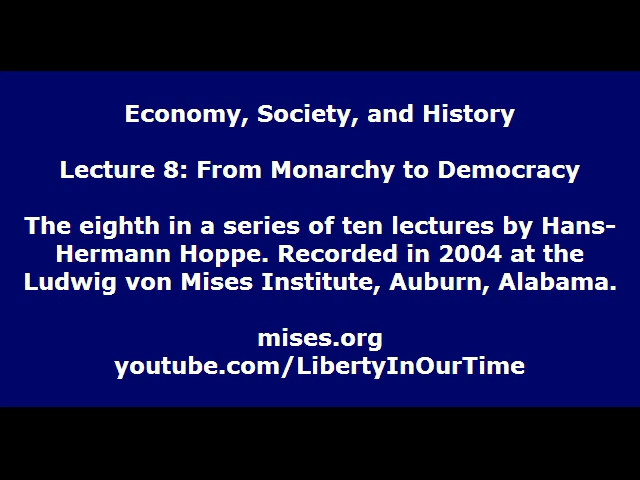 Economy, Society, and History
Lecture 8: From Monarchy to Democracy
The eighth in a series of ten lectures by Hans-
Hermann Hoppe. Recorded in 2004 at the
Ludwig von Mises Institute, Auburn, Alabama.
mises.org
youtube.com/LibertyInOurTime